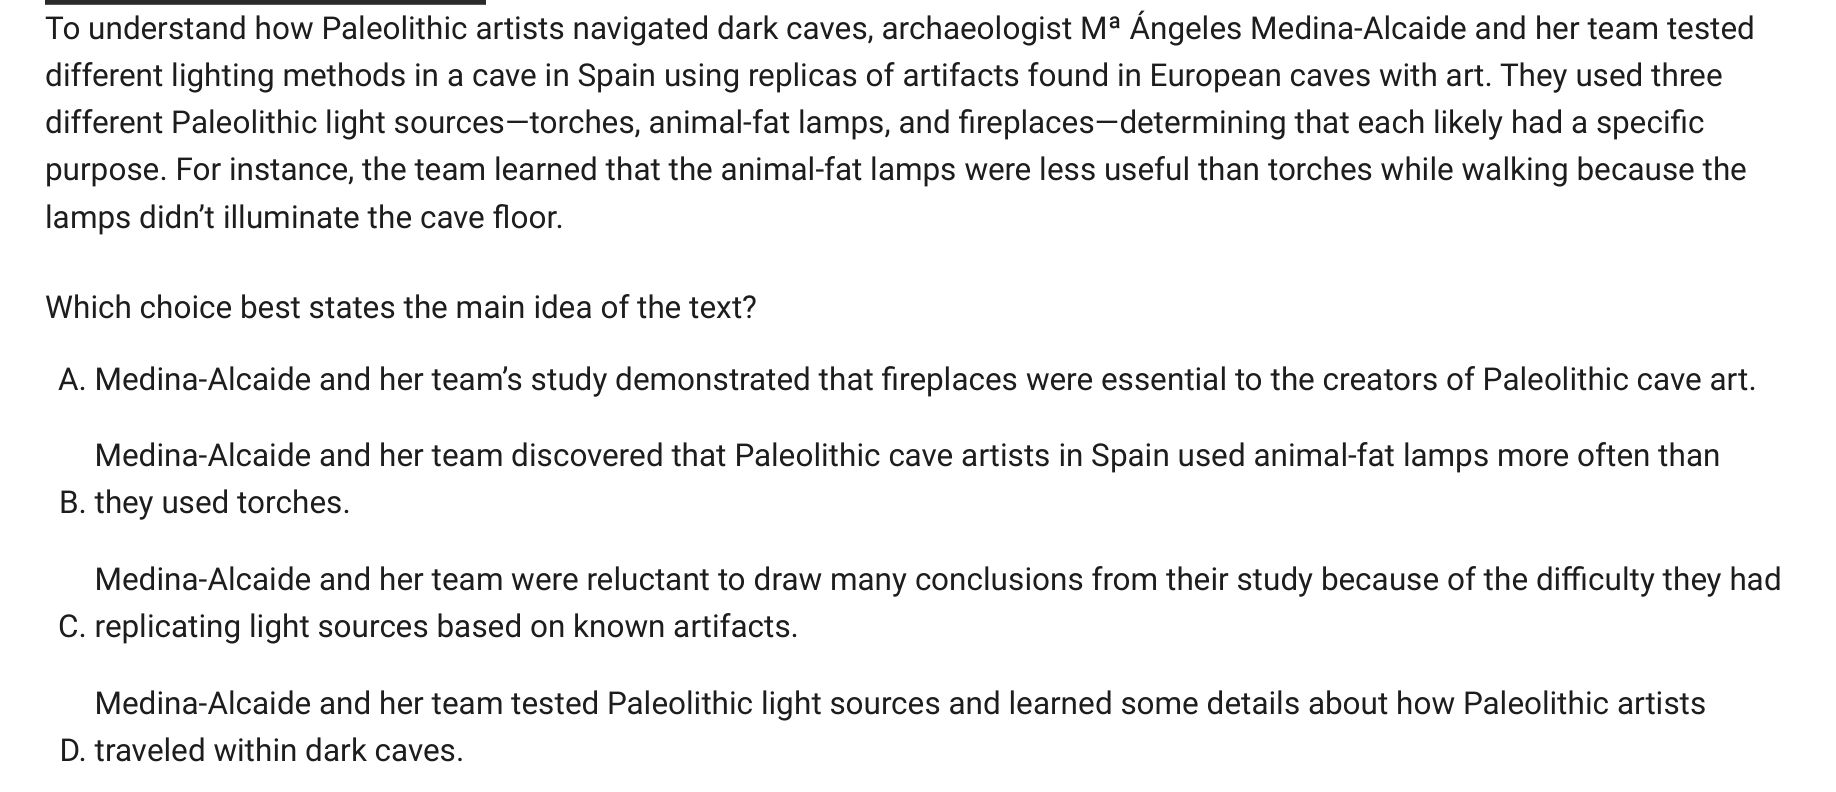 To understand how Paleolithic artists navigated dark caves, archaeologist Mª Ángeles Medina-Alcaide and her team tested
different lighting methods in a cave in Spain using replicas of artifacts found in European caves with art. They used three
different Paleolithic light sources—torches, animal-fat lamps, and fireplaces—determining that each likely had a specific
purpose. For instance, the team learned that the animal-fat lamps were less useful than torches while walking because the
lamps didn’t illuminate the cave floor.
Which choice best states the main idea of the text?
A. Medina-Alcaide and her team’s study demonstrated that fireplaces were essential to the creators of Paleolithic cave art.
Medina-Alcaide and her team discovered that Paleolithic cave artists in Spain used animal-fat lamps more often than
B. they used torches.
Medina-Alcaide and her team were reluctant to draw many conclusions from their study because of the difficulty they had
C. replicating light sources based on known artifacts.
Medina-Alcaide and her team tested Paleolithic light sources and learned some details about how Paleolithic artists
D. traveled within dark caves.